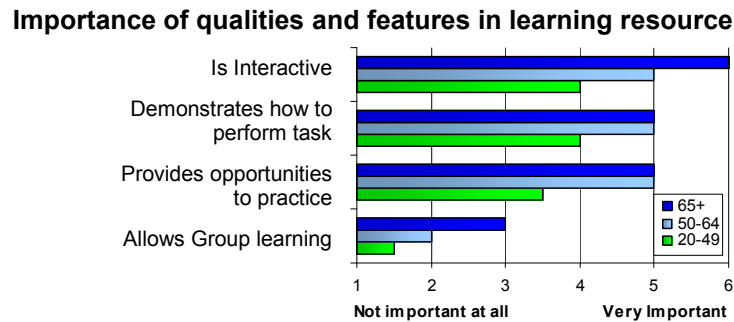 Importance of qualities and features in learning resource
Is Interactive
Demonstrates how to
perform task
Provides opportunities
to practice
Allows Group learning
65+
50-64
20-49
1 2 3 4 5 6
Not important at all Very Important